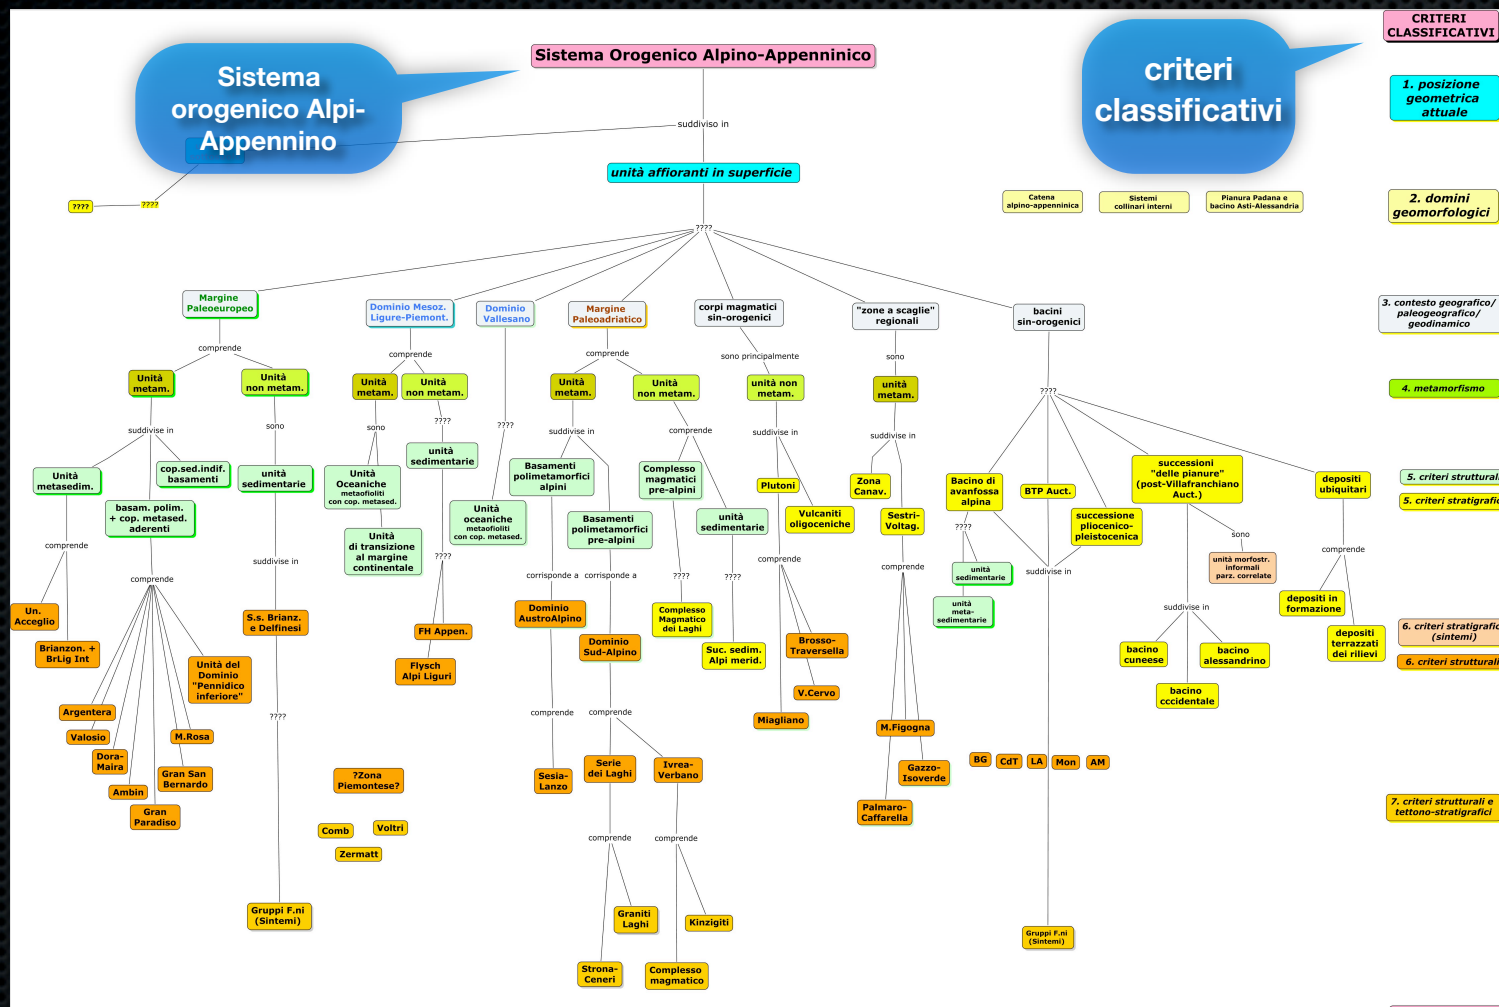 Sistema
orogenico Alpi-
Appennino
Sistema Orogenico Alpino-Appenninico
criteri
classificativi
CRITERI
CLASSIFICATIVI
1. posizione
geometrica
attuale
suddiviso in
unità affioranti in superficie
????
????
Catena
alpino-appenninica
Sistemi
collinari interni
Pianura Padana e
bacino Asti-Alessandria
2. domini
geomorfologici
????
Margine
Paleoeuropeo
Dominio Mesoz.
Ligure-Piemont.
Dominio
Vallesano
Margine
Paleoadriatico
corpi magmatici
sin-orogenici
"zone a scaglie"
regionali
bacini
sin-orogenici
3. contesto geografico/
paleogeografico/
geodinamico
comprende
comprende
comprende
sono principalmente
sono
Unità
metam.
Unità
non metam.
Unità
metam.
Unità
non metam.
Unità
metam.
Unità
non metam.
unità non
metam.
unità
metam.
????
4. metamorfismo
suddivise in
sono
sono
????
????
suddivise in
comprende
suddivise in
suddivise in
Unità
metasedim.
cop.sed.indif.
basamenti
unità
sedimentarie
Unità
Oceaniche
metaofioliti
con cop. metased.
unità
sedimentarie
Basamenti
polimetamorfici
alpini
Complesso
magmatici
pre-alpini
Plutoni
Zona
Canav.
Bacino di
avanfossa
alpina
BTP Auct.
successioni
"delle pianure"
(post-Villafranchiano
Auct.)
depositi
ubiquitari
5. criteri strutturali
5. criteri stratigrafic
basam. polim.
+ cop. metased.
aderenti
Unità
oceaniche
metaofioliti
con cop. metased.
Basamenti
polimetamorfici
pre-alpini
unità
sedimentarie
Vulcaniti
oligoceniche
Sestri-
Voltag.
successione
pliocenico-
pleistocenica
Unità
di transizione
al margine
continentale
comprende
comprende
suddivise in
????
corrisponde a
corrisponde a
????
????
comprende
comprende
????
unità
sedimentarie
suddivise in
sono
unità morfostr.
informali
parz. correlate
comprende
Un.
Acceglio
Brianzon. +
BrLig Int
Unità del
Dominio
"Pennidico
inferiore"
S.s. Brianz.
e Delfinesi
FH Appen.
Flysch
Alpi Liguri
Dominio
AustroAlpino
Dominio
Sud-Alpino
Complesso
Magmatico
dei Laghi
Suc. sedim.
Alpi merid.
Brosso-
Traversella
V.Cervo
Miagliano
unità
meta-
sedimentarie
suddivise in
bacino
cuneese
bacino
alessandrino
bacino
cccidentale
depositi in
formazione
depositi
terrazzati
dei rilievi
6. criteri stratigrafic
(sintemi)
6. criteri strutturali
Argentera
Valosio
Dora-
Maira
Ambin
Gran
Paradiso
Gran San
Bernardo
M.Rosa
????
?Zona
Piemontese?
Comb
Voltri
Zermatt
comprende
comprende
Sesia-
Lanzo
Serie
dei Laghi
Ivrea-
Verbano
M.Figogna
Gazzo-
Isoverde
Palmaro-
Caffarella
BG
CdT
LA
Mon
AM
7. criteri strutturali e
tettono-stratigrafici
comprende
comprende
Gruppi F.ni
(Sintemi)
Graniti
Laghi
Kinzigiti
Strona-
Ceneri
Complesso
magmatico
Gruppi F.ni
(Sintemi)